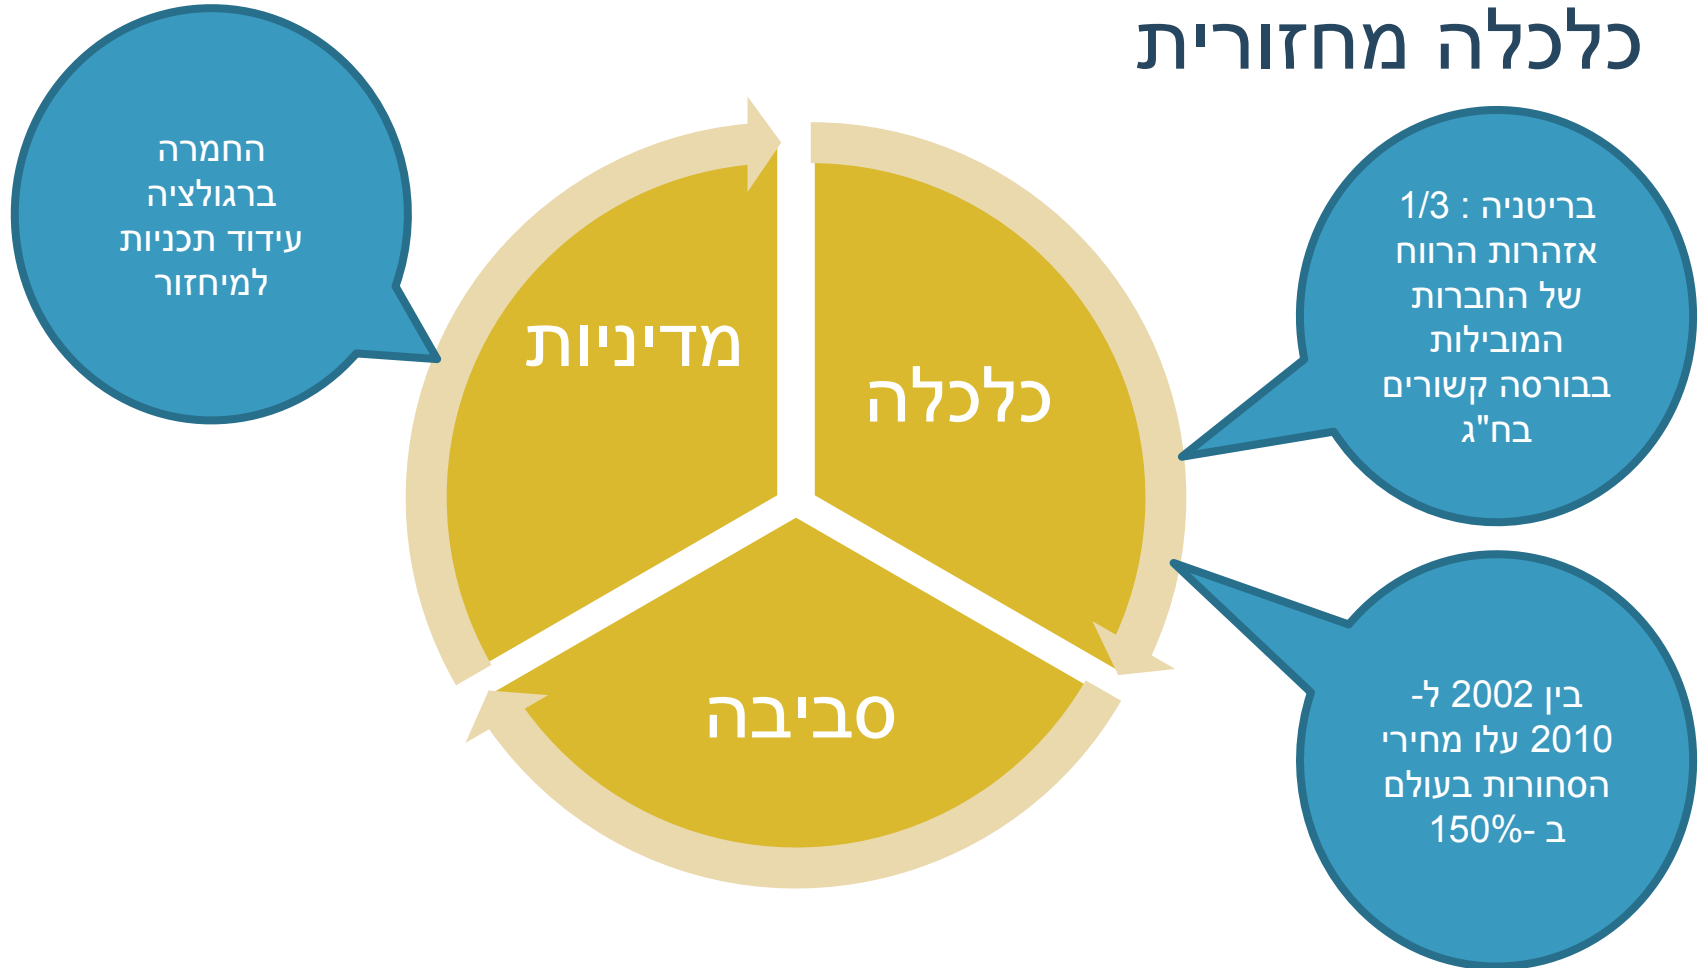 כלכלה מחזורית
החמרה
ברגולציה
עידוד תכניות
למיחזור
מדיניות
כלכלה
סביבה
בריטניה : 1/3
אזהרות הרווח
של החברות
המובילות
בבורסה קשורים
בח"ג
בין 2002 ל-
2010 עלו מחירי
הסחורות בעולם
ב -150%